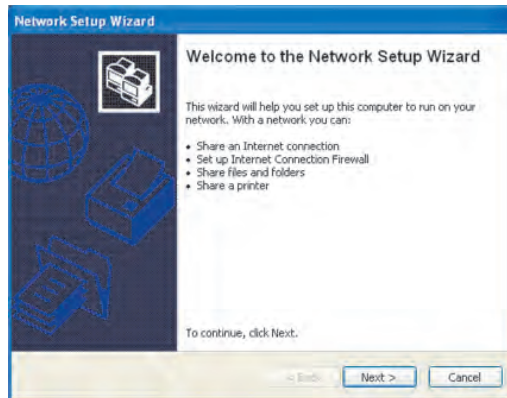 Network Setup Wizard
Welcome to the Network Setup Wizard
This wizard will help you set up this computer to run on your
network. With a network you can:
• Share an Internet connection
• Set up Internet Connection Firewall
• Share files and folders
• Share a printer
To continue, click Next.
< Back Next > Cancel